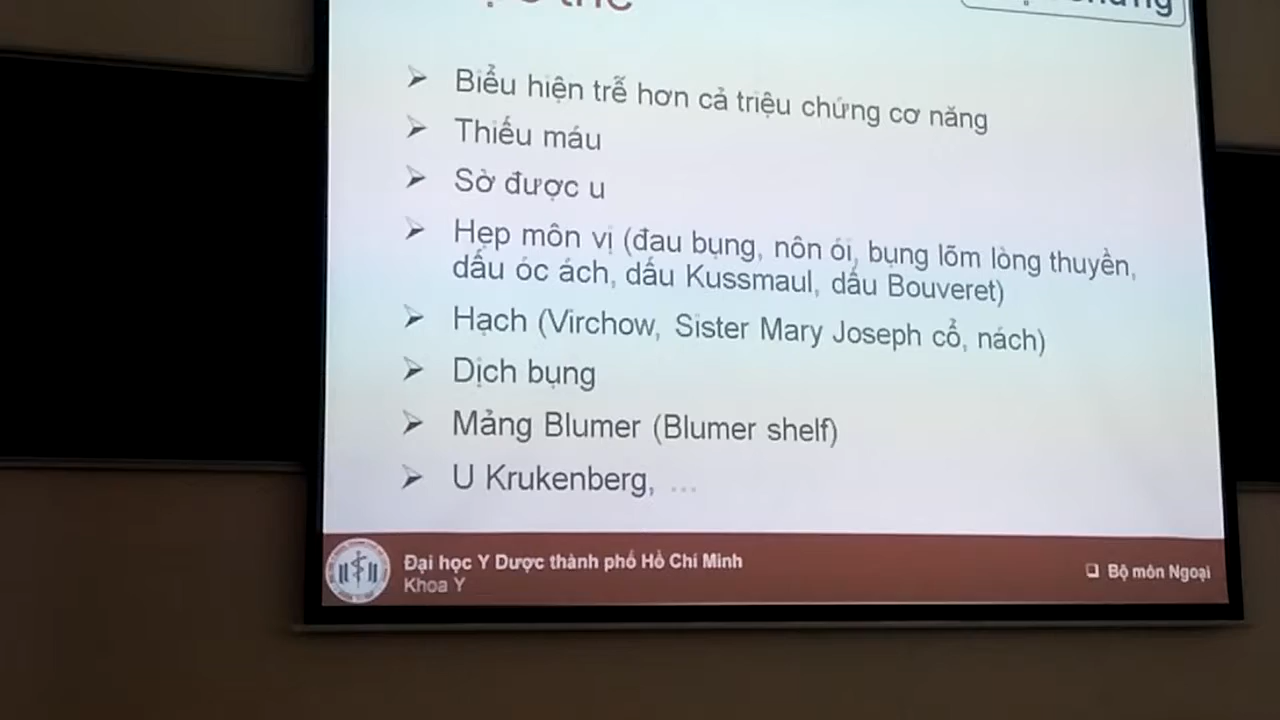 thể
➢ Biểu hiện trễ hơn cả triệu chứng cơ năng
➢ Thiếu máu
➢ Sờ được u
➢ Hẹp môn vị (đau bụng, nôn ói, bụng lõm lòng thuyền,
dấu óc ách, dấu Kussmaul, dấu Bouveret)
➢ Hạch (Virchow, Sister Mary Joseph cổ, nách)
➢ Dịch bụng
➢ Mảng Blumer (Blumer shelf)
➢ U Krukenberg, ...
Đại học Y Dược thành phố Hồ Chí Minh
Khoa Y
❑ Bộ môn Ngoại